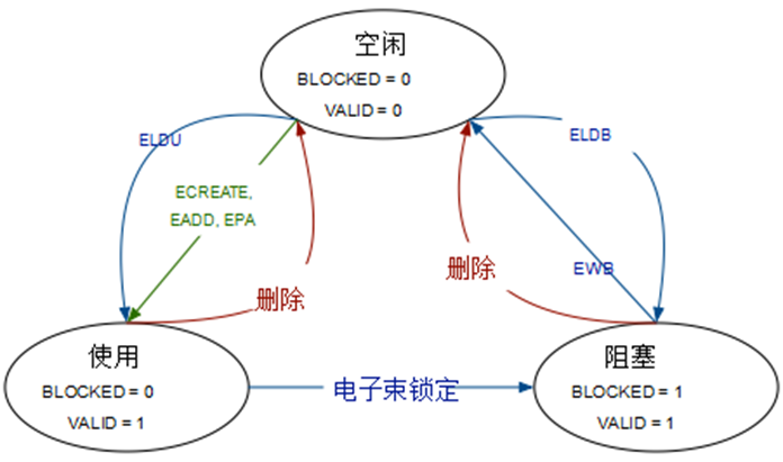 空闲
BLOCKED = 0
VALID = 0
ELDU
ELDB
ECREATE,
EADD, EPA
删除
删除
EWB
使用
BLOCKED = 0
VALID = 1
电子束锁定
阻塞
BLOCKED = 1
VALID = 1